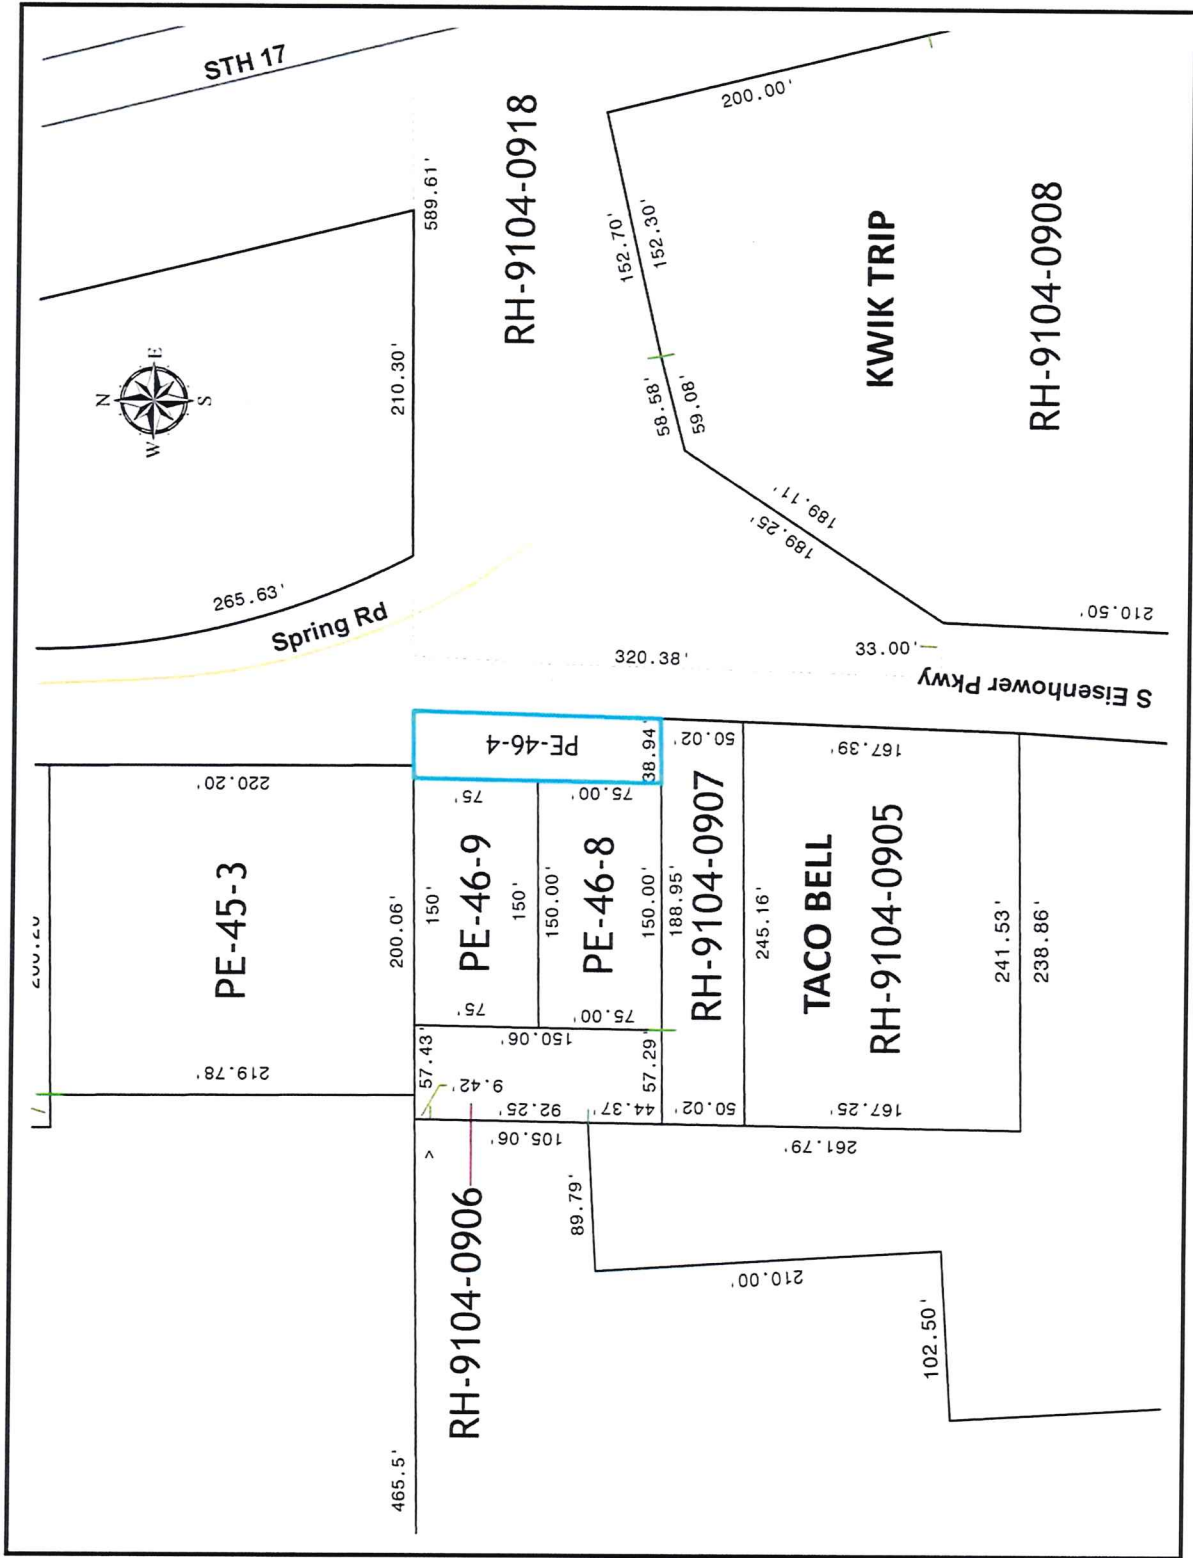 STH 17
589.61'
RH-9104-0918
200.00'
N
E
S
W
210.30'
152.70'
152.30'
KWIK TRIP
RH-9104-0908
58.58'
59.08'
189.25'
189.11'
265.63'
Spring Rd
320.38'
33.00'
210.50'
S Eisenhower Pkwy
PE-46-4
38.94'
50.02'
167.39'
220.20'
75'
75.00'
PE-45-3
200.06'
150'
PE-46-9
150'
150.00'
PE-46-8
150.00'
188.95'
RH-9104-0907
245.16'
TACO BELL
RH-9104-0905
241.53'
238.86'
75'
75.00'
219.78'
57.43'
150.06'
57.29'
9.42'
92.25'
44.37'
50.02'
167.25'
105.06'
261.79'
RH-9104-0906
89.79'
210.00'
102.50'
465.5'